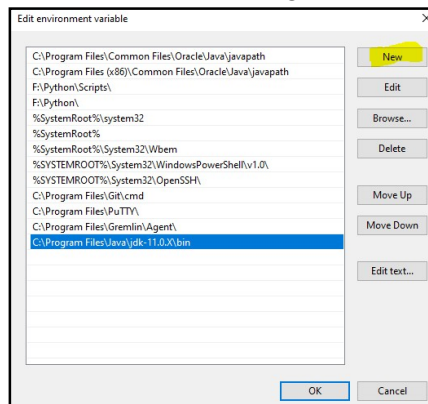 Edit environment variable
C:\Program Files\Common Files\Oracle\Java\javapath
C:\Program Files (x86)\Common Files\Oracle\Java\javapath
F:\Python\Scripts\
F:\Python\
%SystemRoot%\system32
%SystemRoot%
%SystemRoot%\System32\Wbem
%SYSTEMROOT%\System32\WindowsPowerShell\v1.0\
%SYSTEMROOT%\System32\OpenSSH\
C:\Program Files\Git\cmd
C:\Program Files\PuTTY\
C:\Program Files\Gremlin\Agent\
C:\Program Files\Java\jdk-11.0.X\bin
New
Edit
Browse...
Delete
Move Up
Move Down
Edit text...
OK
Cancel